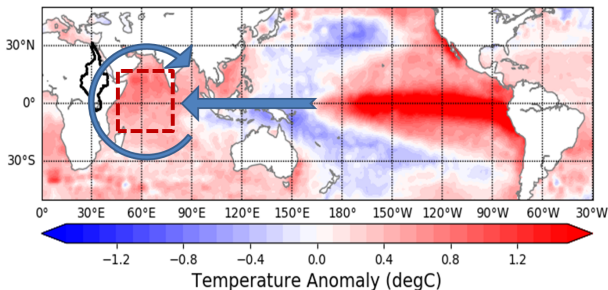 30°N
0°
30°S
0° 30°E 60°E 90°E 120°E 150°E 180° 150°W 120°W 90°W 60°W 30°W
−1.2 −0.8 −0.4 0.0 0.4 0.8 1.2
Temperature Anomaly (degC)